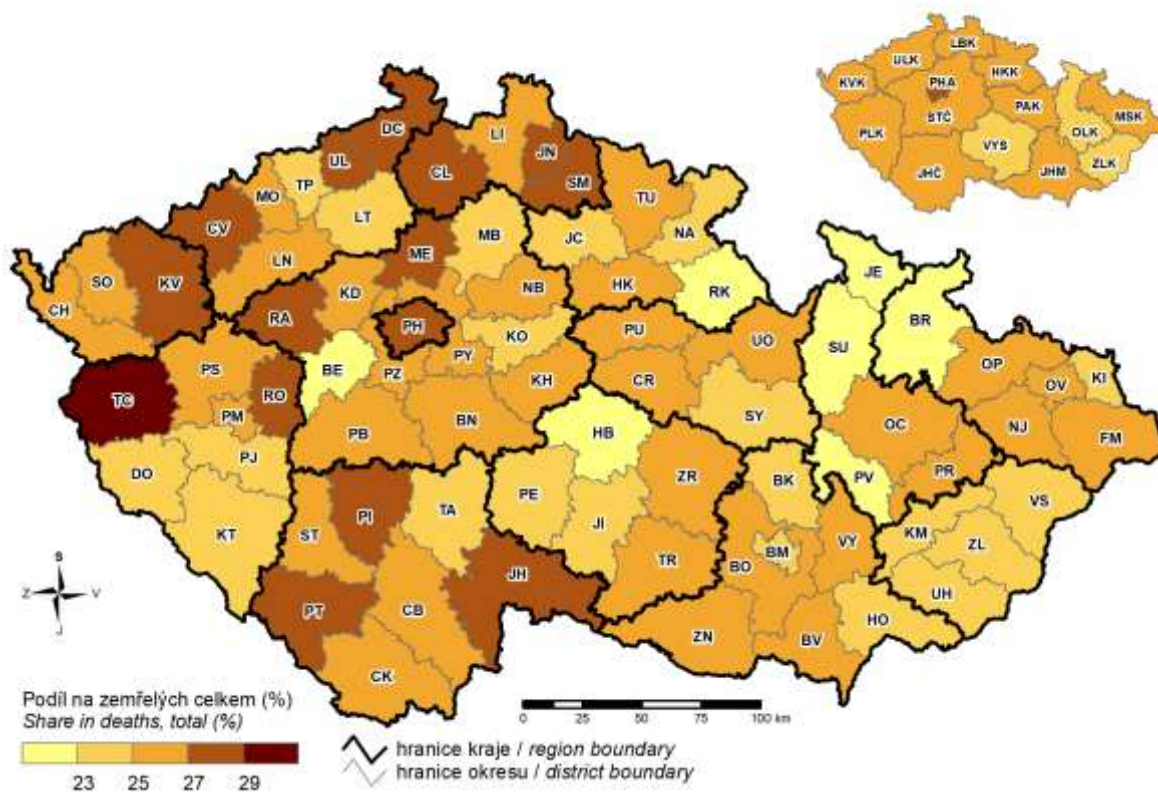 LBK
ULK
HKK
KVK
PHA
PAK
STČ
MSK
PLK
OLK
VYS
ZLK
JHČ
JHM
DC
LI
UL
JN
CL
SM
TP
MO
TU
LT
CV
MB
JC
NA
ME
LN
SO
KV
JE
NB
HK
RK
KD
CH
BR
RA
PH
KO
PU
UO
SU
PY
OP
KI
PS
BE
PZ
OV
TC
RO
KH
CR
PM
SY
OC
NJ
FM
PB
BN
HB
PJ
DO
PR
PV
ZR
BK
VS
PI
TA
PE
JI
ST
KM
ZL
KT
VY
BM
TR
BO
JH
UH
PT
CB
HO
ZN
BV
CK
S
Z V
J
Podíl na zemřelých celkem (%)
Share in deaths, total (%)
23 25 27 29
0 25 50 75 100 km
hranice kraje / region boundary
hranice okresu / district boundary